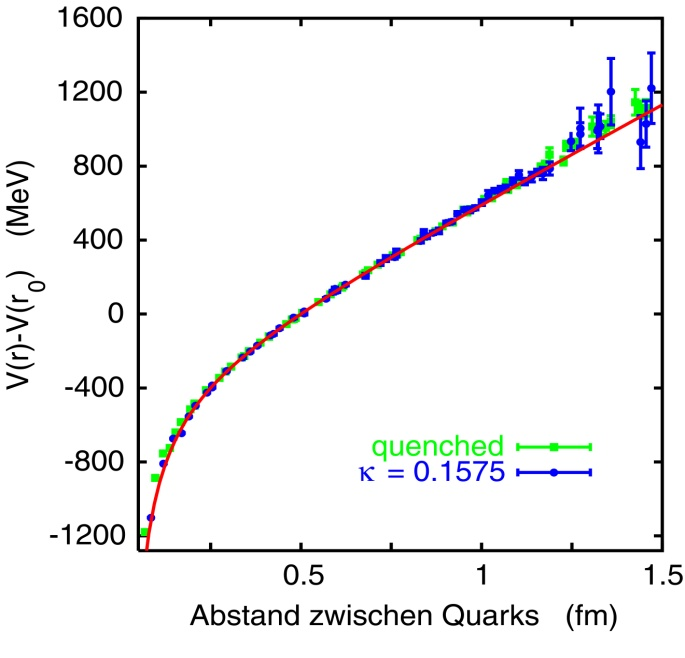 1600
1200
800
400
0
-400
-800
-1200
V(r)-V(r0) (MeV)
quenched
κ = 0.1575
0.5 1 1.5
Abstand zwischen Quarks (fm)